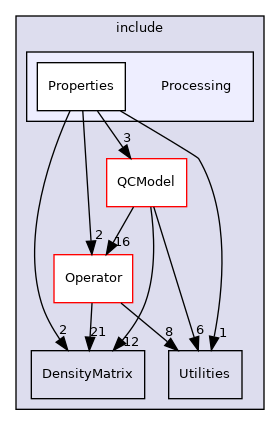 include
Properties
Processing
3
QCModel
2
16
Operator
2
21
12
8
6
1
DensityMatrix
Utilities